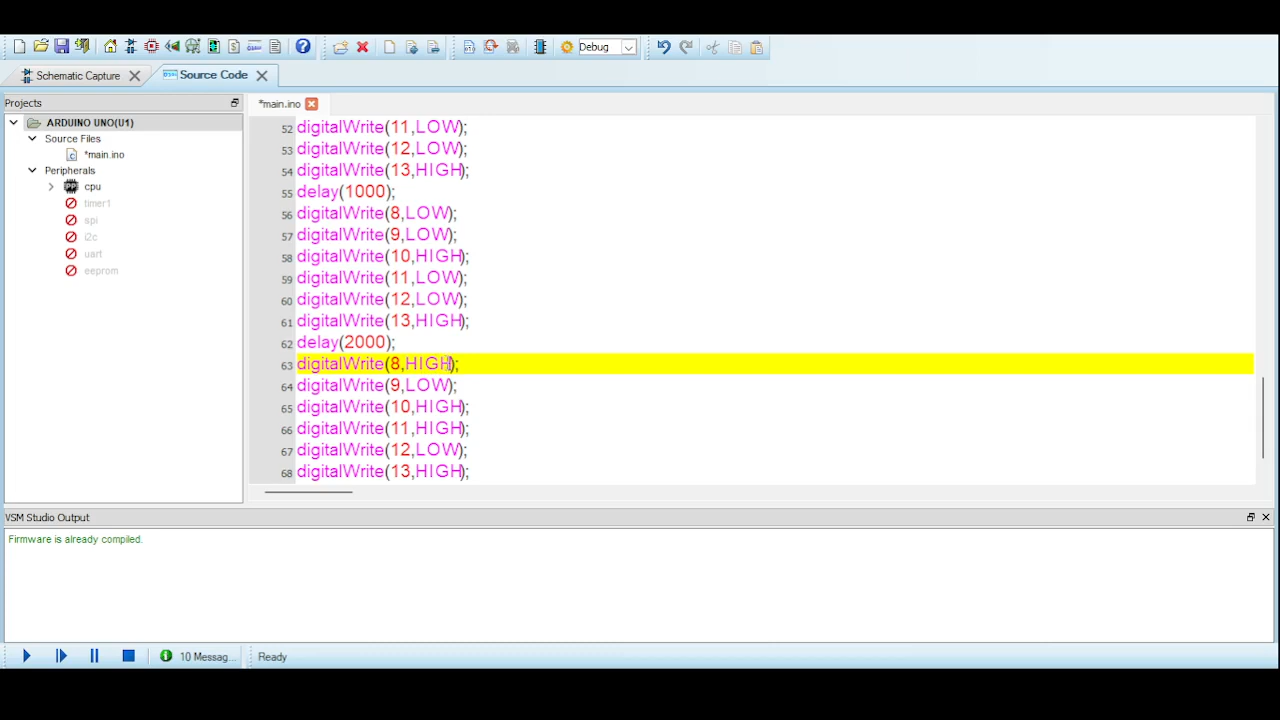 Debug
Schematic Capture
Source Code
Projects
*main.ino
ARDUINO UNO(U1)
Source Files
*main.ino
Peripherals
cpu
timer1
spi
i2c
uart
eeprom
52 digitalWrite(11,LOW);
53 digitalWrite(12,LOW);
54 digitalWrite(13,HIGH);
55 delay(1000);
56 digitalWrite(8,LOW);
57 digitalWrite(9,LOW);
58 digitalWrite(10,HIGH);
59 digitalWrite(11,LOW);
60 digitalWrite(12,LOW);
61 digitalWrite(13,HIGH);
62 delay(2000);
63 digitalWrite(8,HIGH);
64 digitalWrite(9,LOW);
65 digitalWrite(10,HIGH);
66 digitalWrite(11,HIGH);
67 digitalWrite(12,LOW);
68 digitalWrite(13,HIGH);
VSM Studio Output
Firmware is already compiled.
10 Messag...
Ready